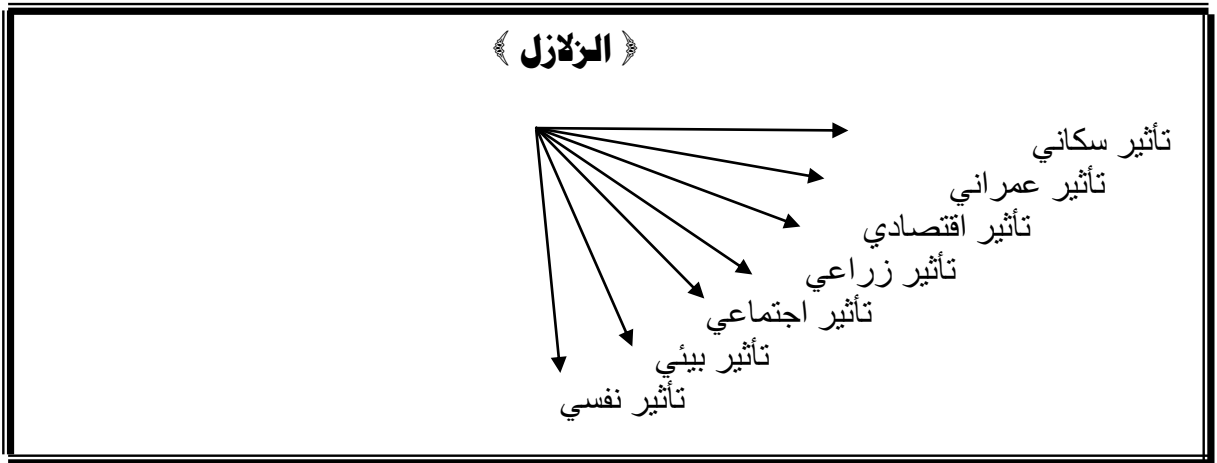 ﴿ الزلازل ﴾
تأثير سكاني
تأثير عمراني
تأثير اقتصادي
تأثير زراعي
تأثير اجتماعي
تأثير بيئي
تأثير نفسي